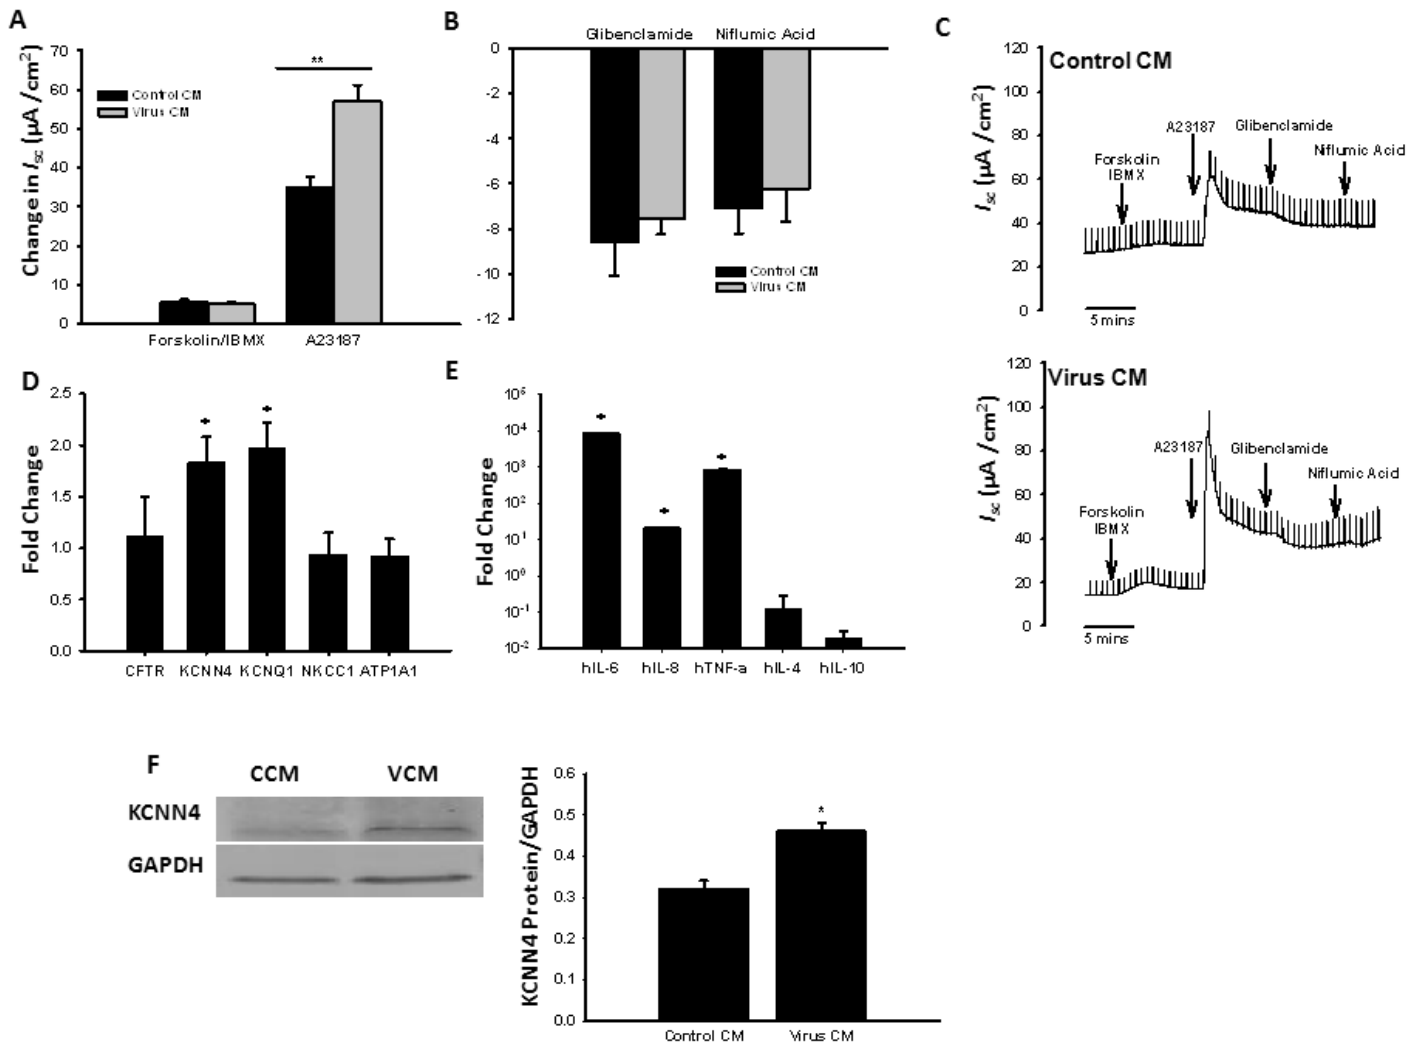 A
Change in Isc (µA /cm2)
70
60
50
40
30
20
10
0
**
Control CM
Virus CM
Forskolin/IBMX
A23187
B
Glibenclamide
Niflumic Acid
0
-2
-4
-6
-8
-10
-12
Control CM
Virus CM
C
Control CM
Isc (µA /cm2)
120
100
80
60
40
20
0
Forskolin
IBMX
A23187
Glibenclamide
Niflumic Acid
5 mins
Virus CM
Isc (µA /cm2)
120
100
80
60
40
20
0
Forskolin
IBMX
A23187
Glibenclamide
Niflumic Acid
5 mins
D
Fold Change
2.5
2.0
1.5
1.0
0.5
0.0
*
*
CFTR KCNN4 KCNQ1 NKCC1 ATP1A1
E
Fold Change
10^5
10^4
10^3
10^2
10^1
10^0
10^-1
10^-2
*
*
*
hIL-6 hIL-8 hTNF-a hIL-4 hIL-10
F
CCM VCM
KCNN4
GAPDH
KCNN4 Protein/GAPDH
0.6
0.5
0.4
0.3
0.2
0.1
0.0
*
Control CM
Virus CM